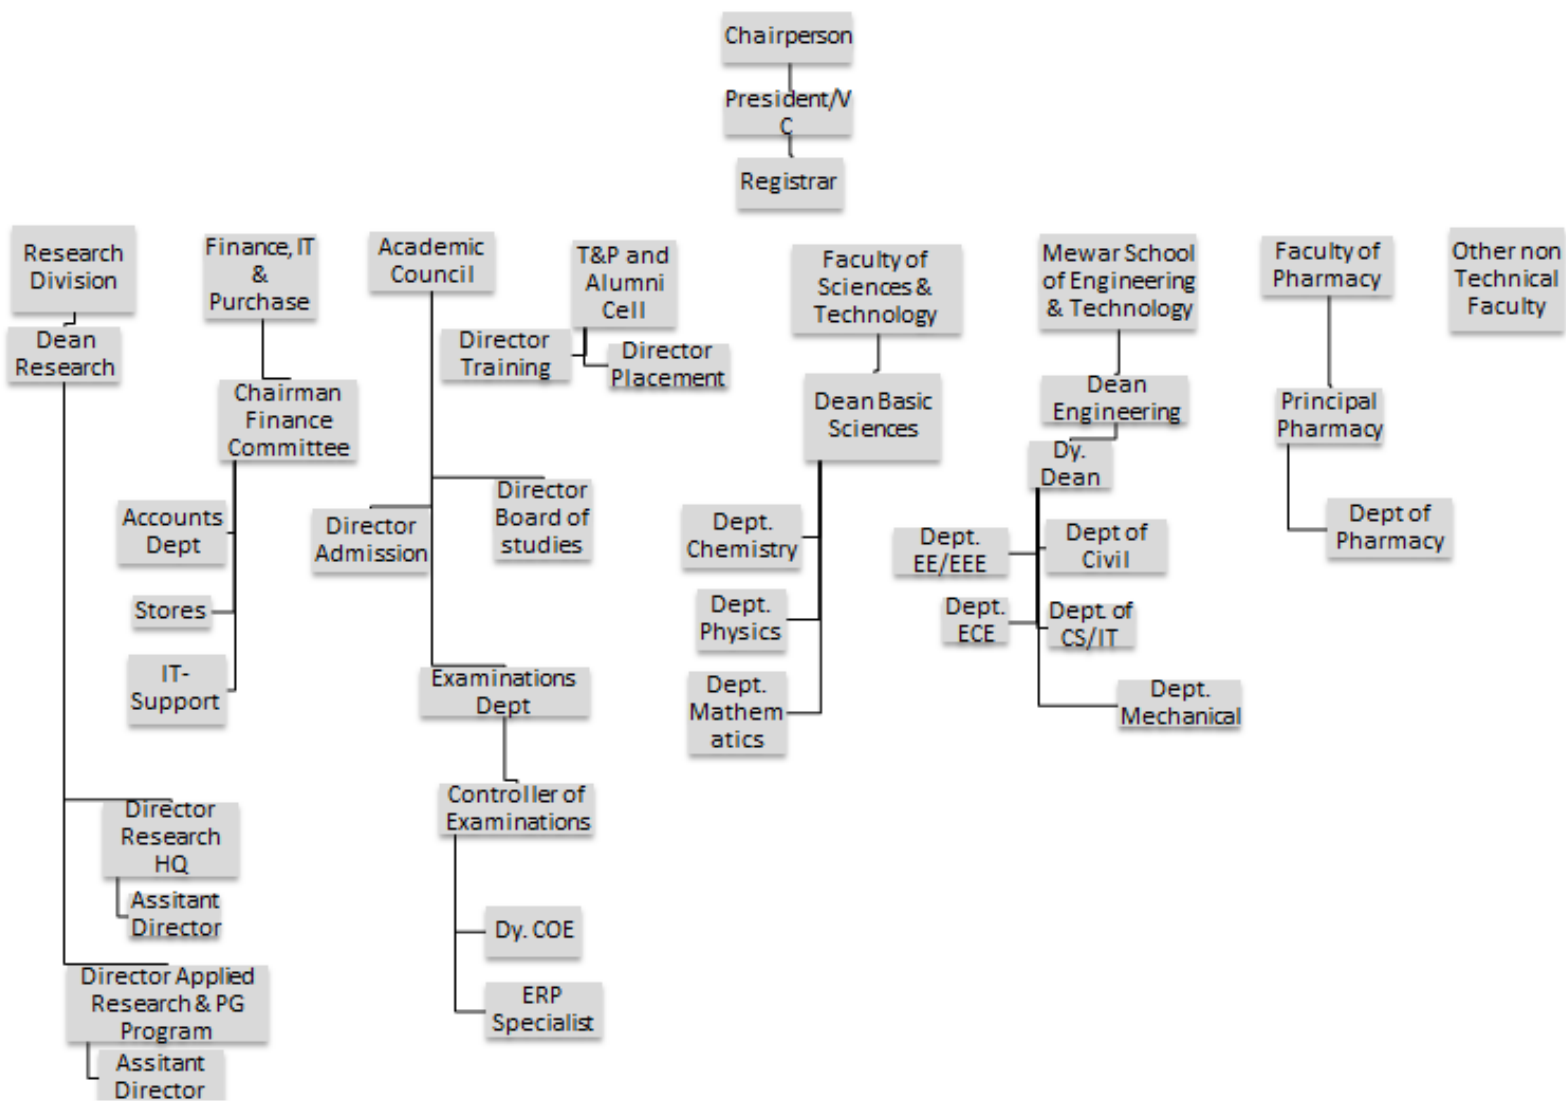 Chairperson
President/V
C
Registrar
Research
Division
Dean
Research
Director
Research
HQ
Assitant
Director
Director Applied
Research & PG
Program
Assitant
Director
Finance, IT
&
Purchase
Chairman
Finance
Committee
Accounts
Dept
Stores
IT-
Support
Academic
Council
Director
Board of
studies
Director
Admission
Examinations
Dept
Controller of
Examinations
Dy. COE
ERP
Specialist
T&P and
Alumni
Cell
Director
Training
Director
Placement
Faculty of
Sciences &
Technology
Dean Basic
Sciences
Dept.
Chemistry
Dept.
Physics
Dept.
Mathem
atics
Mewar School
of Engineering
& Technology
Dean
Engineering
Dy.
Dean
Dept.
EE/EEE
Dept of
Civil
Dept.
ECE
Dept. of
CS/IT
Dept.
Mechanical
Faculty of
Pharmacy
Principal
Pharmacy
Dept of
Pharmacy
Other non
Technical
Faculty